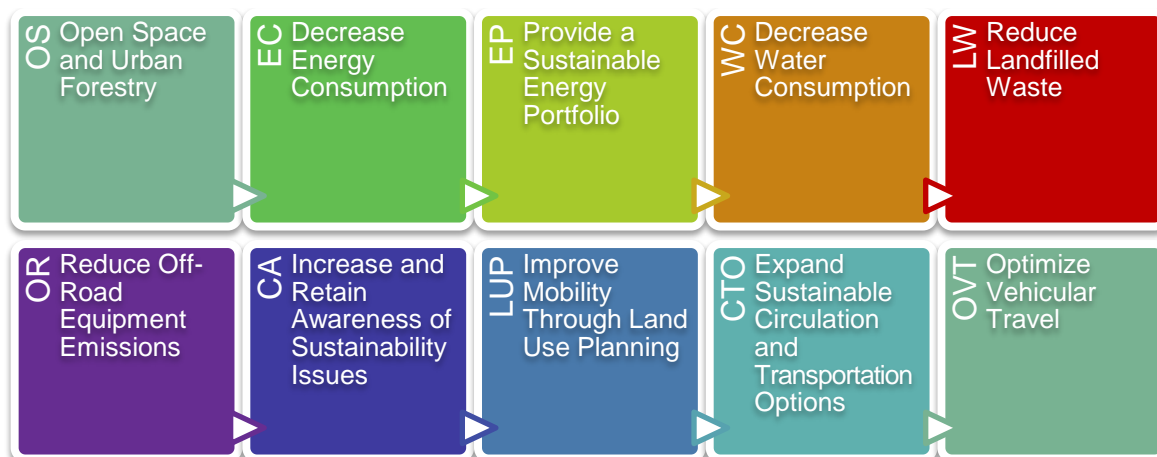 OS
Open Space
and Urban
Forestry
EC
Decrease
Energy
Consumption
EP
Provide a
Sustainable
Energy
Portfolio
WC
Decrease
Water
Consumption
LW
Reduce
Landfilled
Waste
OR
Reduce Off-
Road
Equipment
Emissions
CA
Increase and
Retain
Awareness of
Sustainability
Issues
LUP
Improve
Mobility
Through Land
Use Planning
CTO
Expand
Sustainable
Circulation
and
Transportation
Options
OVT
Optimize
Vehicular
Travel